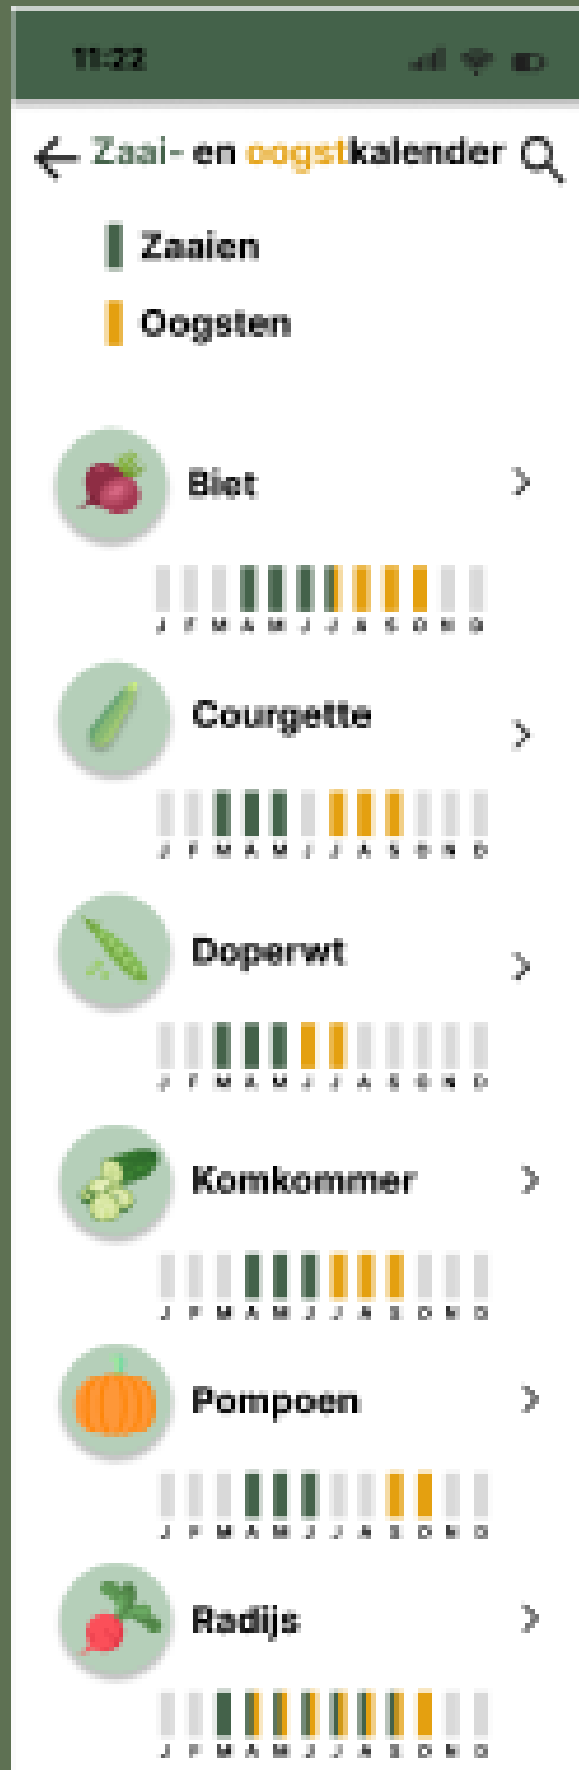 11:22
Zaai- en oogstkalender
Zaaien
Oogsten
Biet
J F M A M J J A S O N D
Courgette
J F M A M J J A S O N D
Doperwt
J F M A M J J A S O N D
Komkommer
J F M A M J J A S O N D
Pompoen
J F M A M J J A S O N D
Radijs
J F M A M J J A S O N D